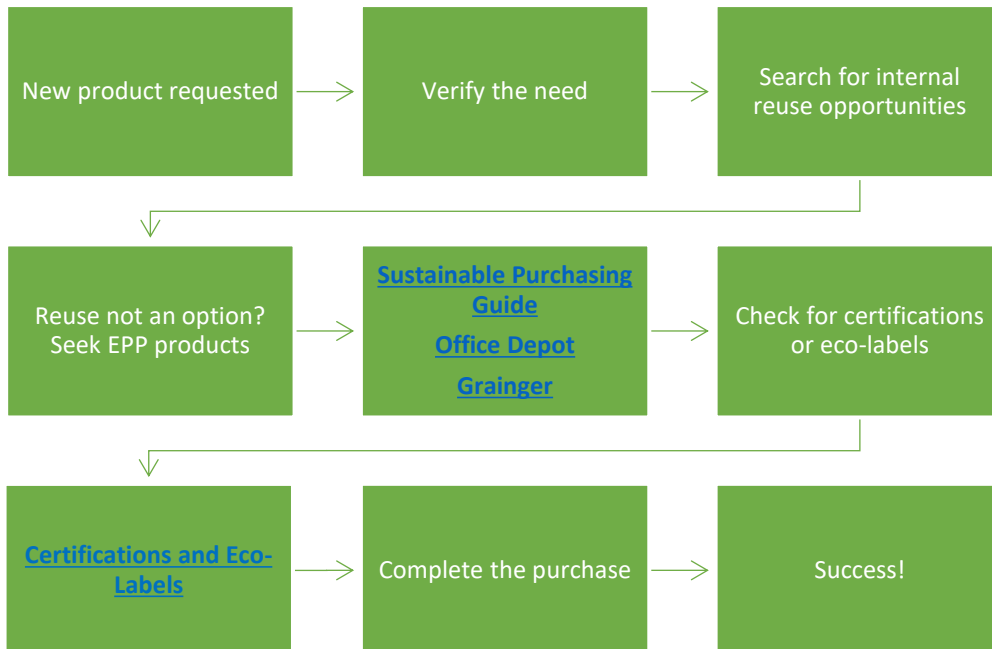 New product requested
Verify the need
Search for internal
reuse opportunities
Reuse not an option?
Seek EPP products
Sustainable Purchasing
Guide
Office Depot
Grainger
Check for certifications
or eco-labels
Certifications and Eco-
Labels
Complete the purchase
Success!